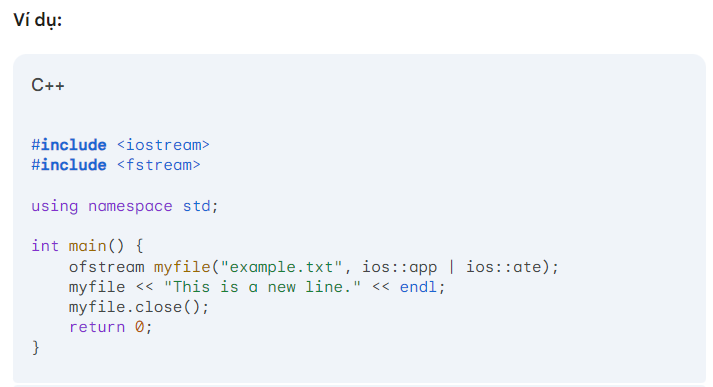 Ví dụ:
C++
#include <iostream>
#include <fstream>
using namespace std;
int main() {
    ofstream myfile("example.txt", ios::app | ios::ate);
    myfile << "This is a new line." << endl;
    myfile.close();
    return 0;
}